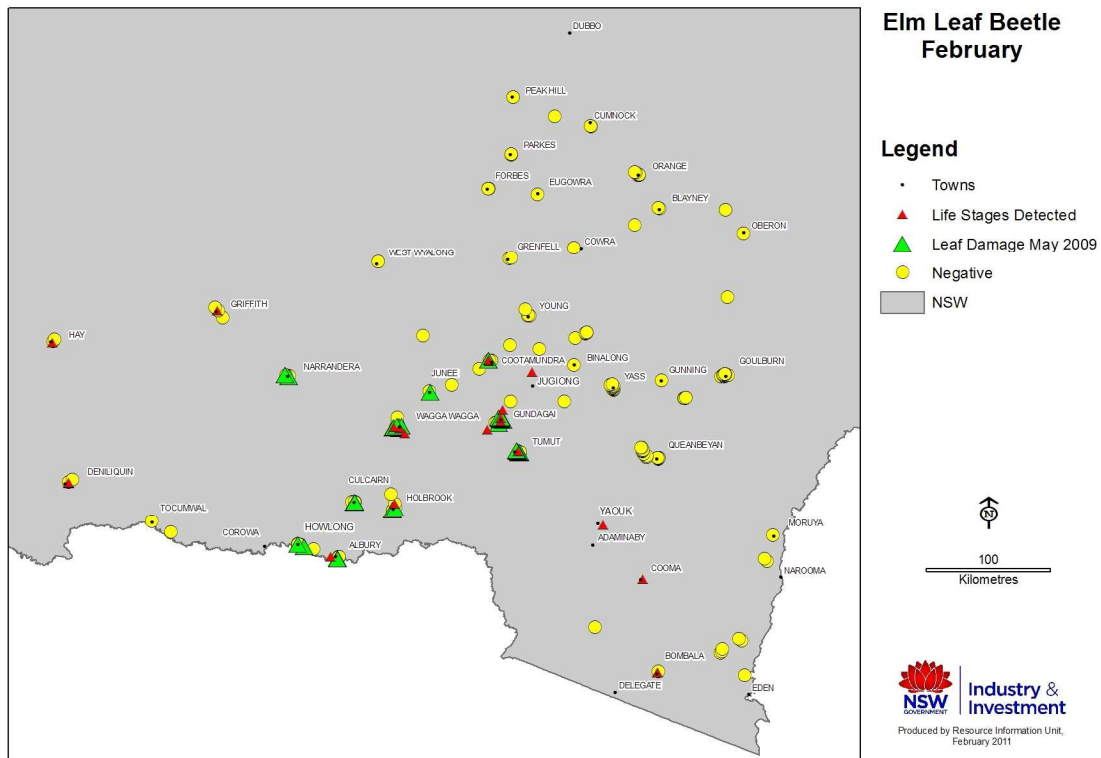 Elm Leaf Beetle
February
Legend
Towns
Life Stages Detected
Leaf Damage May 2009
Negative
NSW
DUBBO
PEAK HILL
CUMNOCK
PARKES
ORANGE
FORBES
EUGOWRA
BLAYNEY
OBERON
GRENFELL
COWRA
WEST WYALONG
GRIFFITH
YOUNG
HAY
COOTAMUNDRA
BINALONG
GOULBURN
NARRANDERA
JUNEE
JUGIONG
YASS
GUNNING
WAGGA WAGGA
GUNDAGAI
TUMUT
QUEANBEYAN
DENILIQUIN
CULCAIRN
HOLBROOK
TOCUMWAL
HOWLONG
COROWA
ALBURY
YAOUK
ADAMINABY
MORUYA
COOMA
NAROOMA
BOMBALA
DELEGATE
EDEN
N
100
Kilometres
NSW
GOVERNMENT
Industry &
Investment
Produced by Resource Information Unit,
February 2011